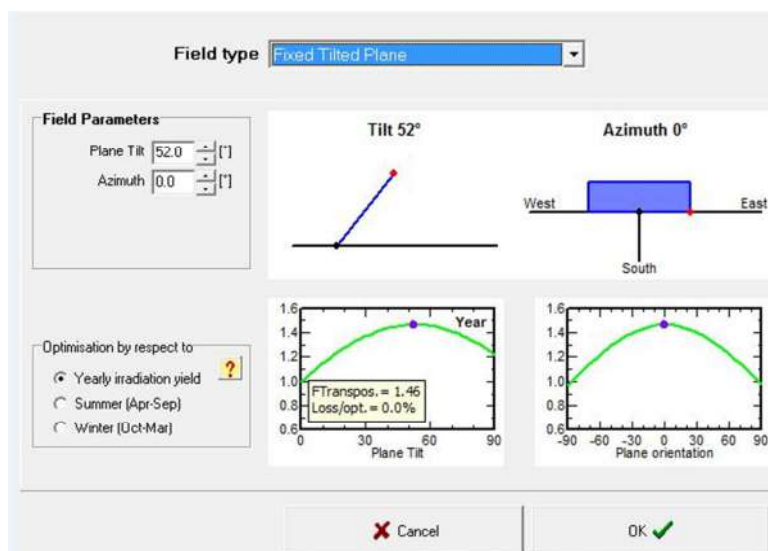 Field type Fixed Tilted Plane
Field Parameters
Plane Tilt 52.0 [°]
Azimuth 0.0 [°]
Tilt 52°
Azimuth 0°
West East
South
Optimisation by respect to
Yearly irradiation yield
Summer (Apr-Sep)
Winter (Oct-Mar)
?
1.6
1.4
1.2
1.0
0.8
0.6
Year
FTranspos.= 1.46
Loss/opt.= 0.0%
0 30 60 90
Plane Tilt
1.6
1.4
1.2
1.0
0.8
0.6
-90 -60 -30 0 30 60 90
Plane orientation
Cancel
OK